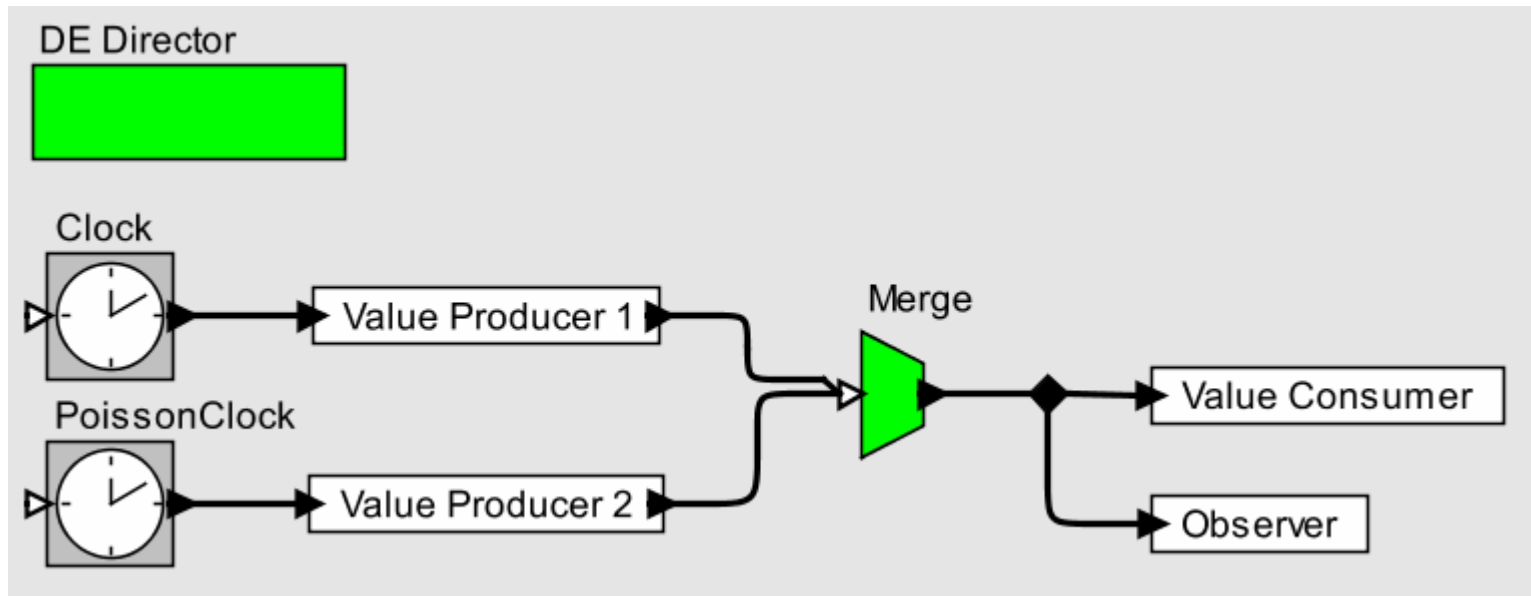 DE Director
Clock
Value Producer 1
Merge
Value Consumer
PoissonClock
Value Producer 2
Observer